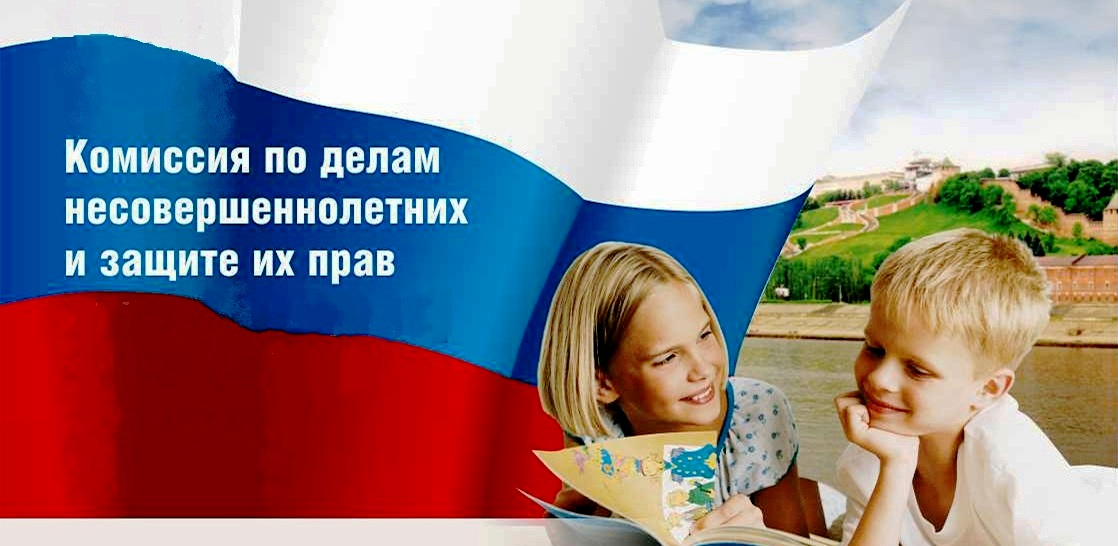 Комиссия по делам
несовершеннолетних
и защите их прав